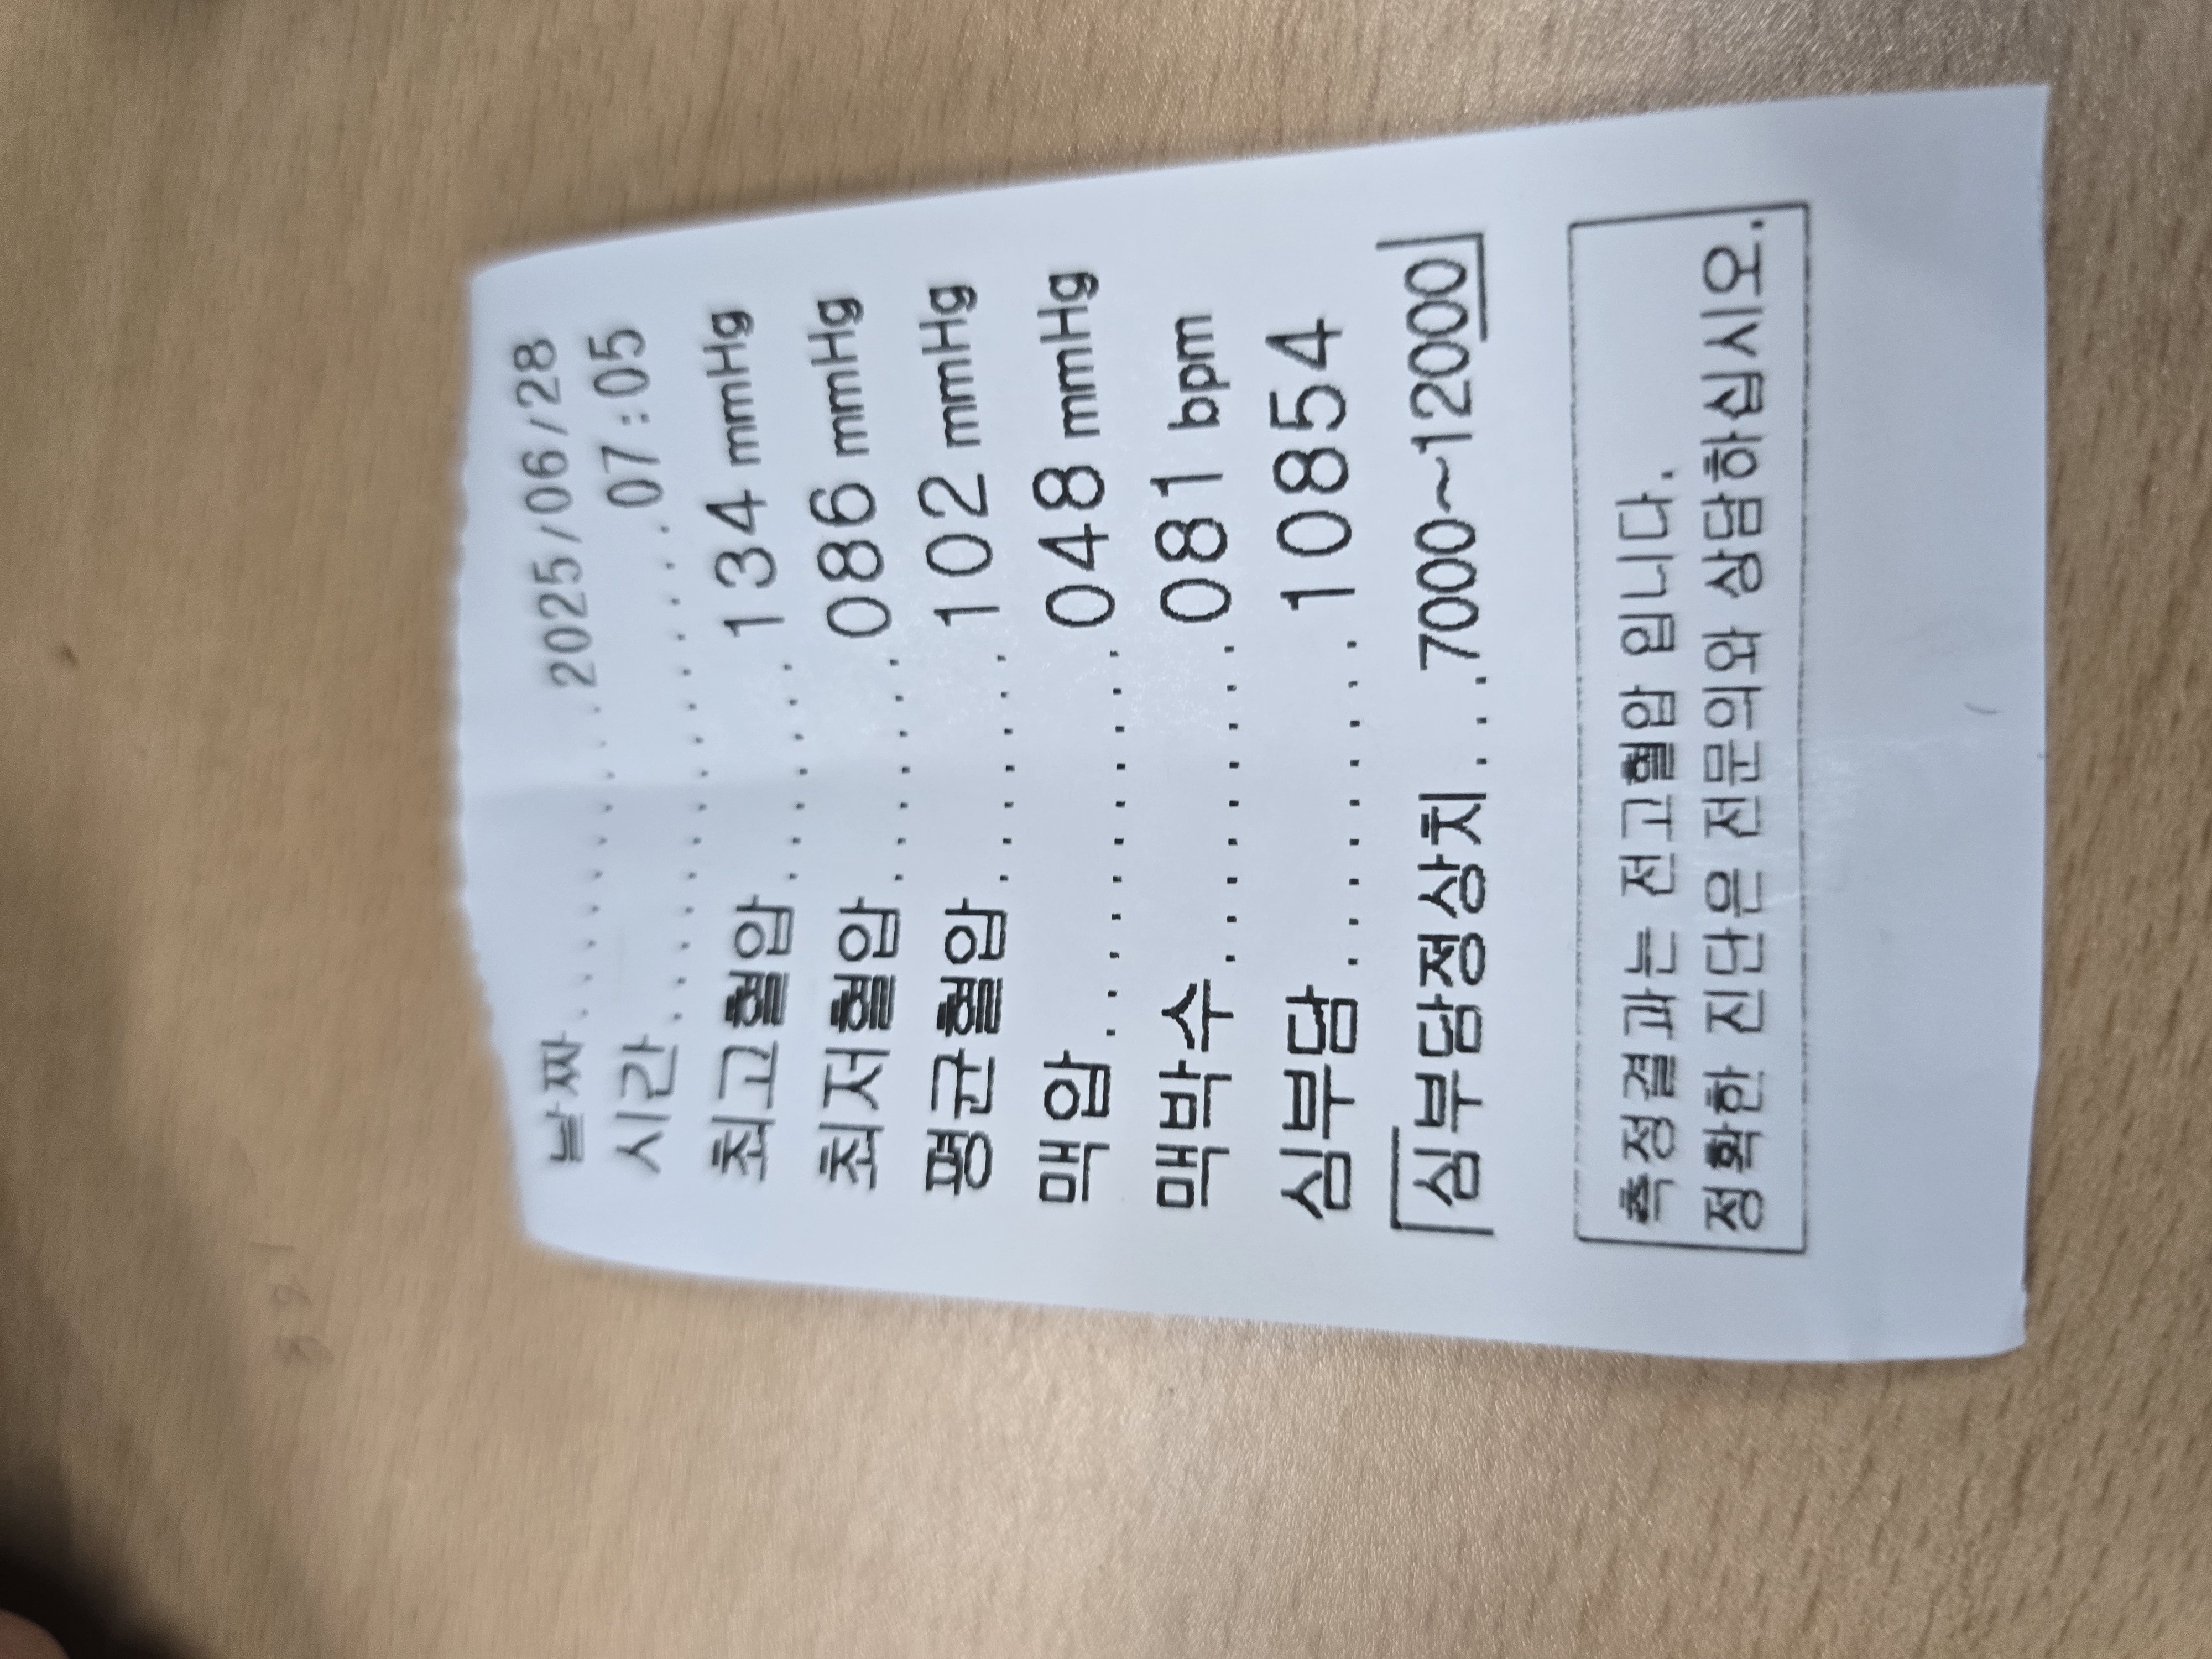 날짜..........2025/06/28
시간...............07:05
최고혈압.......134 mmHg
최저혈압.......086 mmHg
평균혈압.......102 mmHg
맥압...........048 mmHg
맥박수.........081 bpm
심부담.........10854
심부담정상치...7000~12000
측정결과는 전고혈압 입니다.
정확한 진단은 전문의와 상담하십시오.